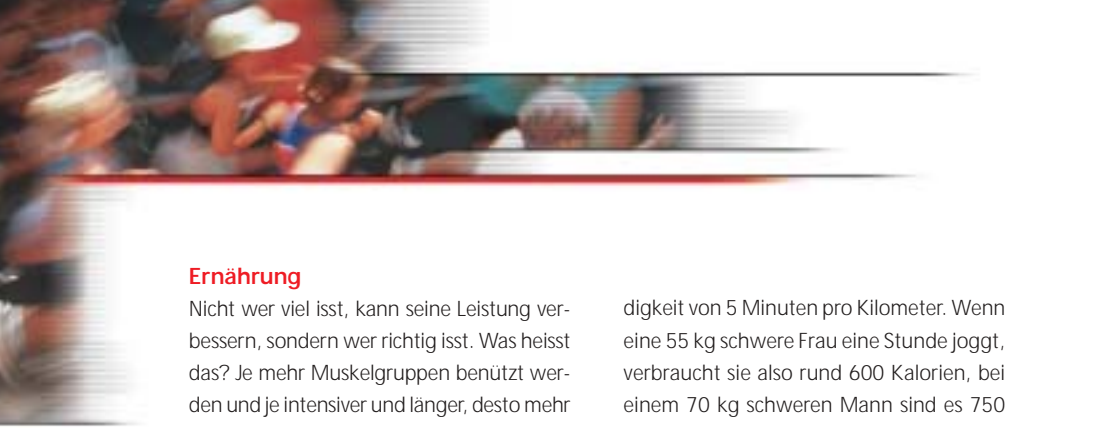 Ernährung
Nicht wer viel isst, kann seine Leistung ver-
bessern, sondern wer richtig isst. Was heisst
das? Je mehr Muskelgruppen benützt wer-
den und je intensiver und länger, desto mehr
digkeit von 5 Minuten pro Kilometer. Wenn
eine 55 kg schwere Frau eine Stunde joggt,
verbraucht sie also rund 600 Kalorien, bei
einem 70 kg schweren Mann sind es 750